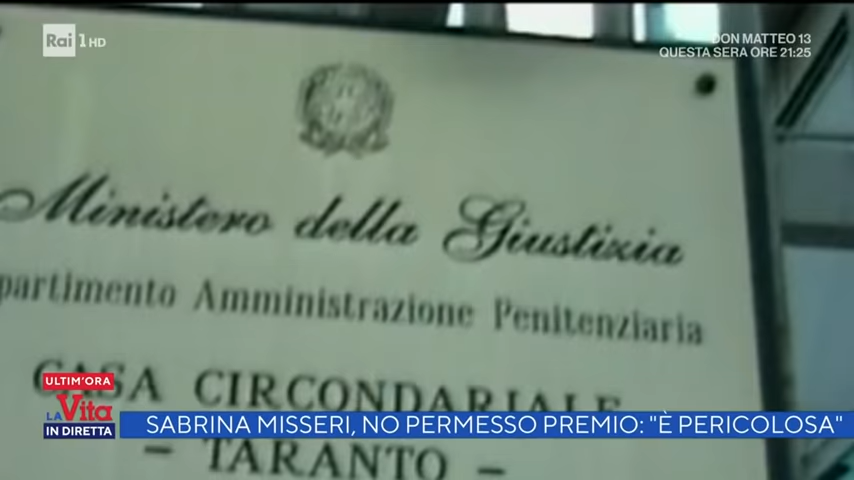 Rai 1 HD
DON MATTEO 13
QUESTA SERA ORE 21:25
Ministero della Giustizia
partimento Amministrazione Penitenziaria
CASA CIRCONDARIALE
- TARANTO -
ULTIM'ORA
LA Vita
IN DIRETTA
SABRINA MISSERI, NO PERMESSO PREMIO: "È PERICOLOSA"